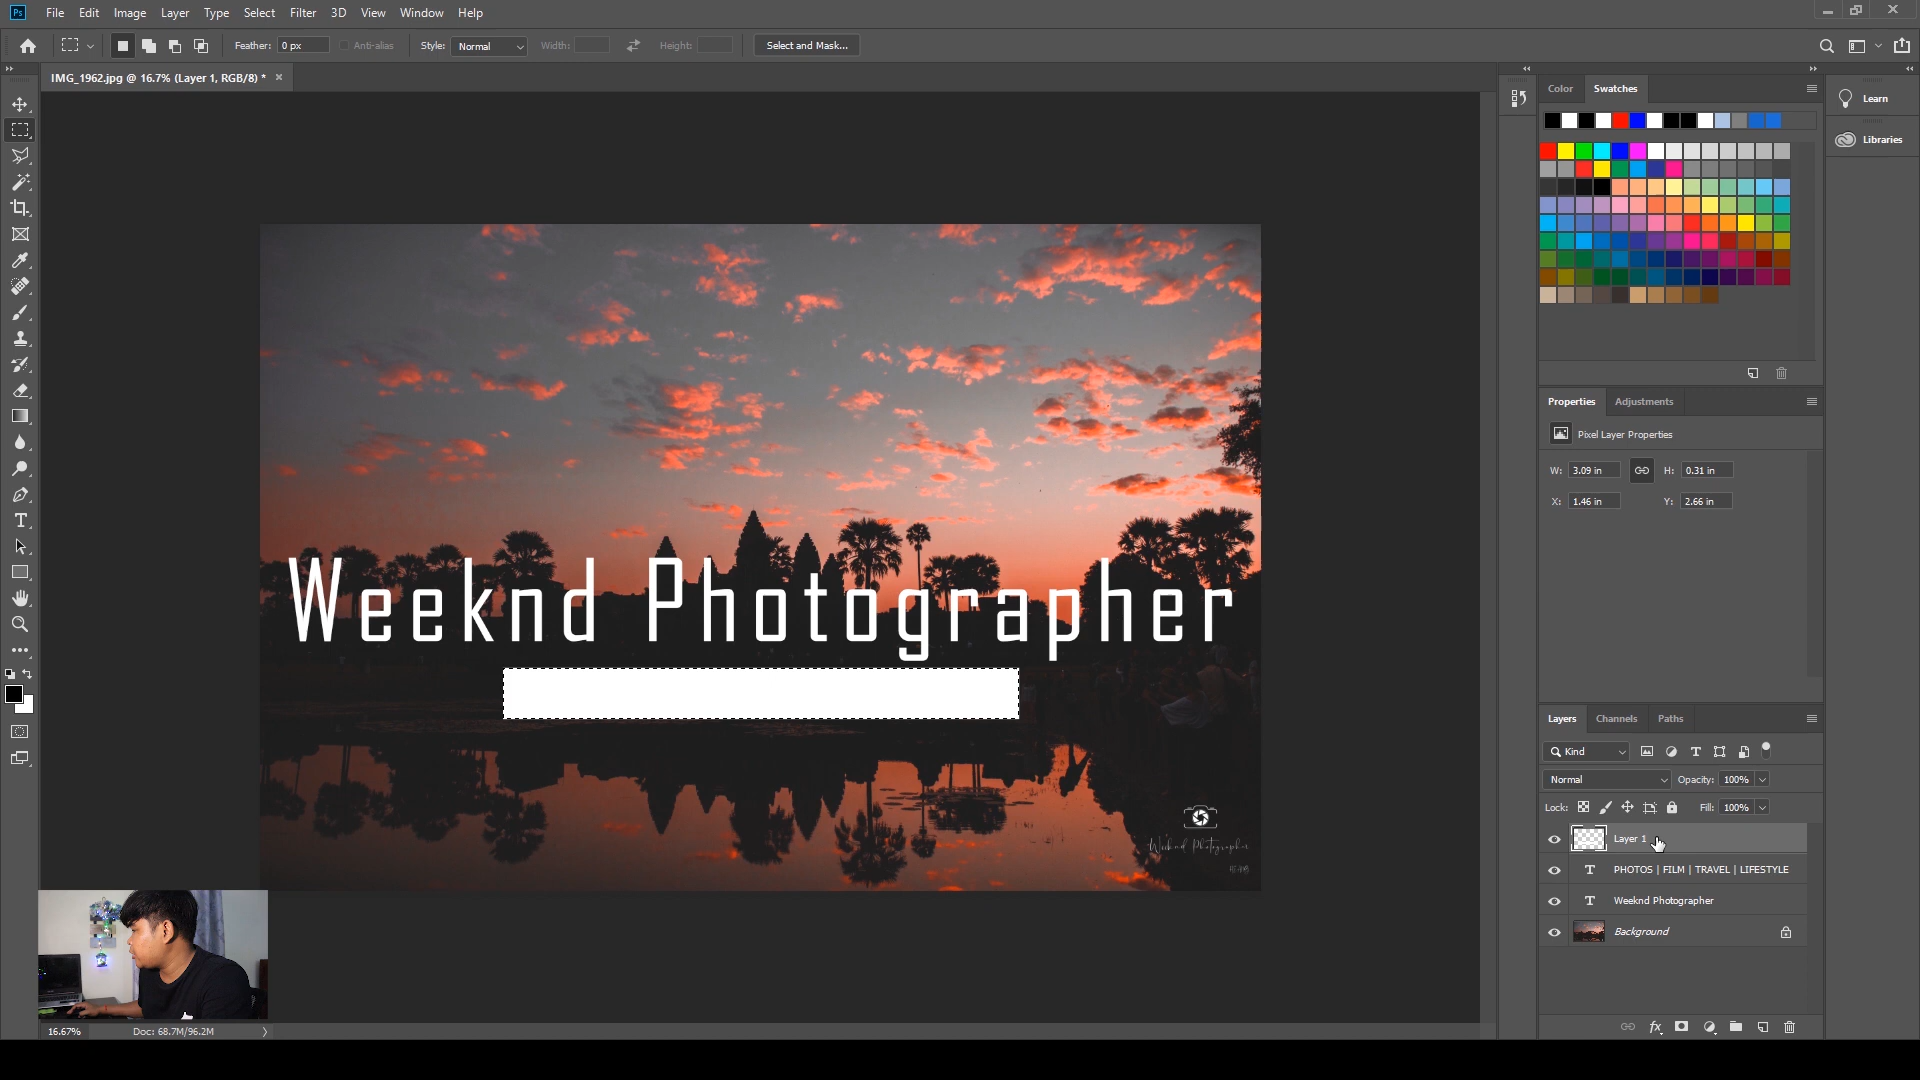 Ps File Edit Image Layer Type Select Filter 3D View Window Help
Feather: 0 px Anti-alias Style: Normal Width: Height: Select and Mask...
IMG_1962.jpg @ 16.7% (Layer 1, RGB/8) *
Color Swatches
Learn
Libraries
Properties Adjustments
Pixel Layer Properties
W: 3.09 in H: 0.31 in
X: 1.46 in Y: 2.66 in
Weeknd Photographer
Weeknd Photographer
Layers Channels Paths
Kind
Normal Opacity: 100%
Lock: Fill: 100%
Layer 1
T PHOTOS | FILM | TRAVEL | LIFESTYLE
T Weeknd Photographer
Background
16.67% Doc: 68.7M/96.2M